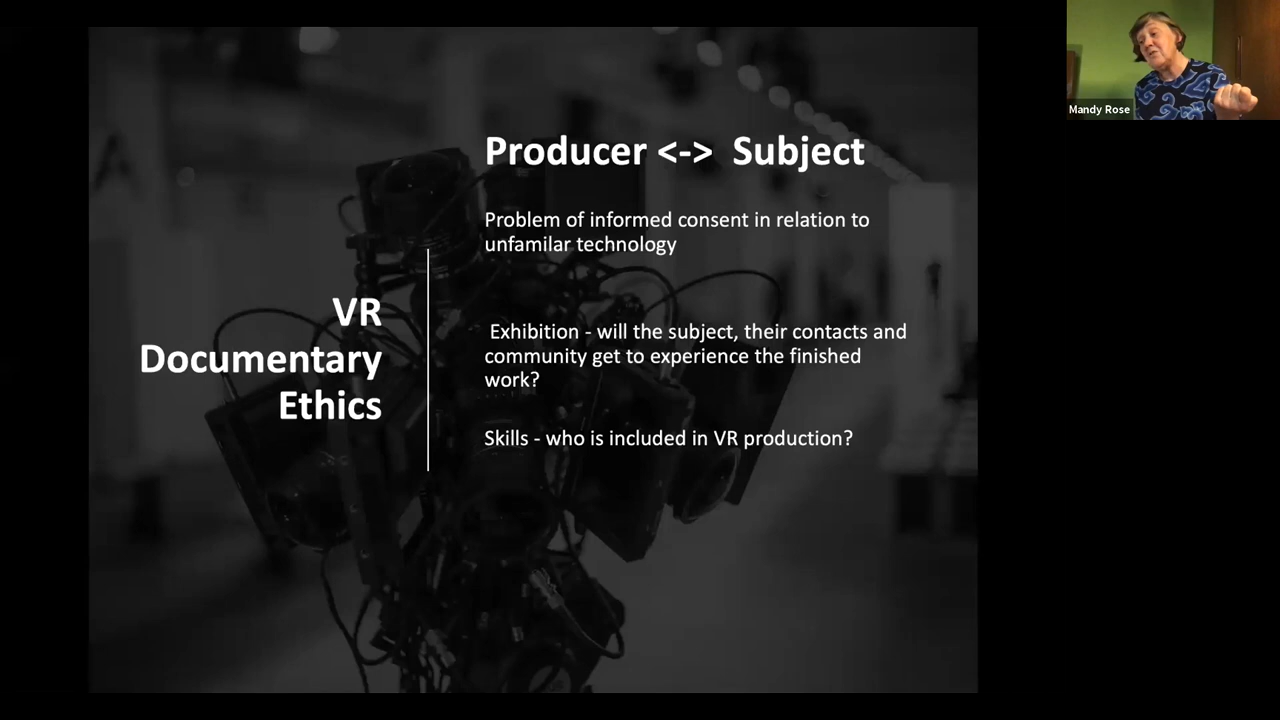 Mandy Rose
VR
Documentary
Ethics
Producer <-> Subject
Problem of informed consent in relation to
unfamilar technology
Exhibition - will the subject, their contacts and
community get to experience the finished
work?
Skills - who is included in VR production?